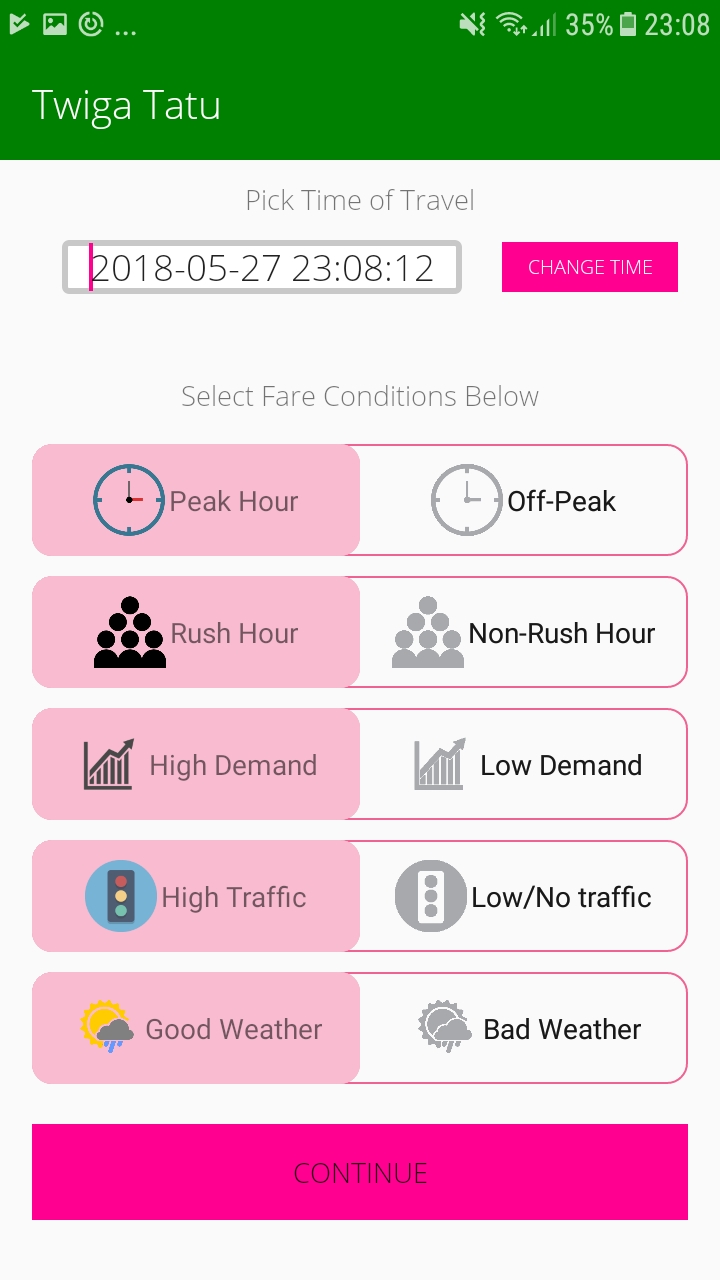 ... 35% 23:08
Twiga Tatu
Pick Time of Travel
2018-05-27 23:08:12 CHANGE TIME
Select Fare Conditions Below
Peak Hour Off-Peak
Rush Hour Non-Rush Hour
High Demand Low Demand
High Traffic Low/No traffic
Good Weather Bad Weather
CONTINUE